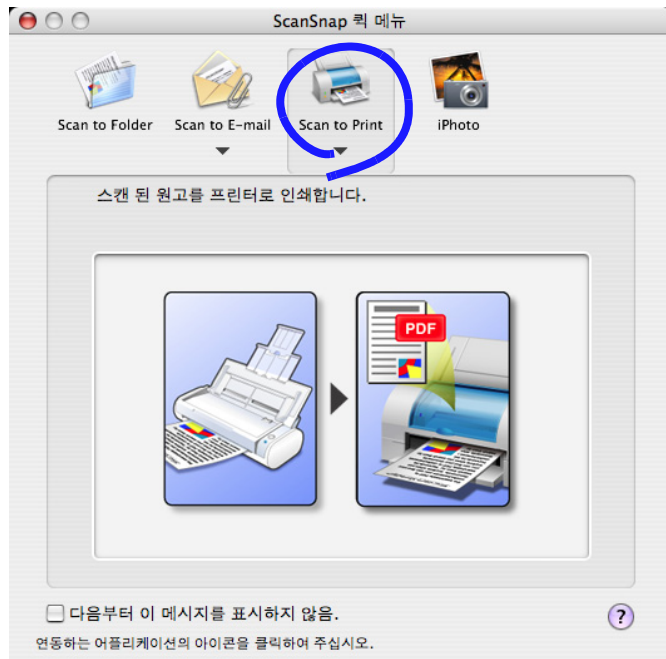 ScanSnap 퀵 메뉴
Scan to Folder
Scan to E-mail
Scan to Print
iPhoto
스캔 된 원고를 프린터로 인쇄합니다.
PDF
다음부터 이 메시지를 표시하지 않음.
?
연동하는 어플리케이션의 아이콘을 클릭하여 주십시오.